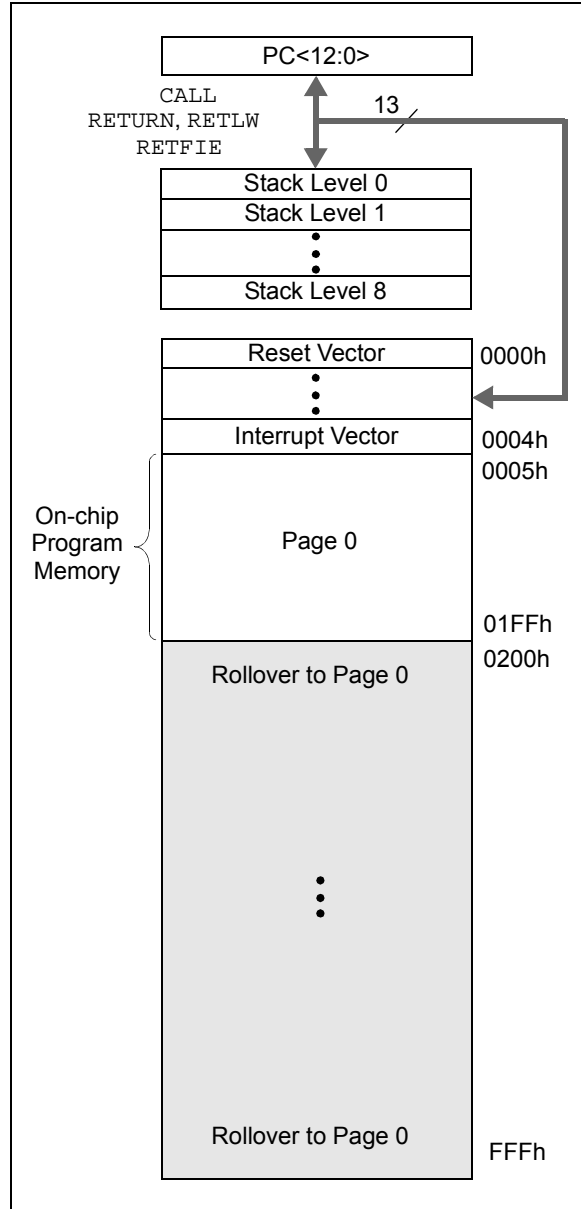 PC<12:0>
CALL
RETURN, RETLW
RETFIE
13
Stack Level 0
Stack Level 1
Stack Level 8
Reset Vector
0000h
Interrupt Vector
0004h
0005h
On-chip
Program
Memory
Page 0
01FFh
0200h
Rollover to Page 0
Rollover to Page 0
FFFh